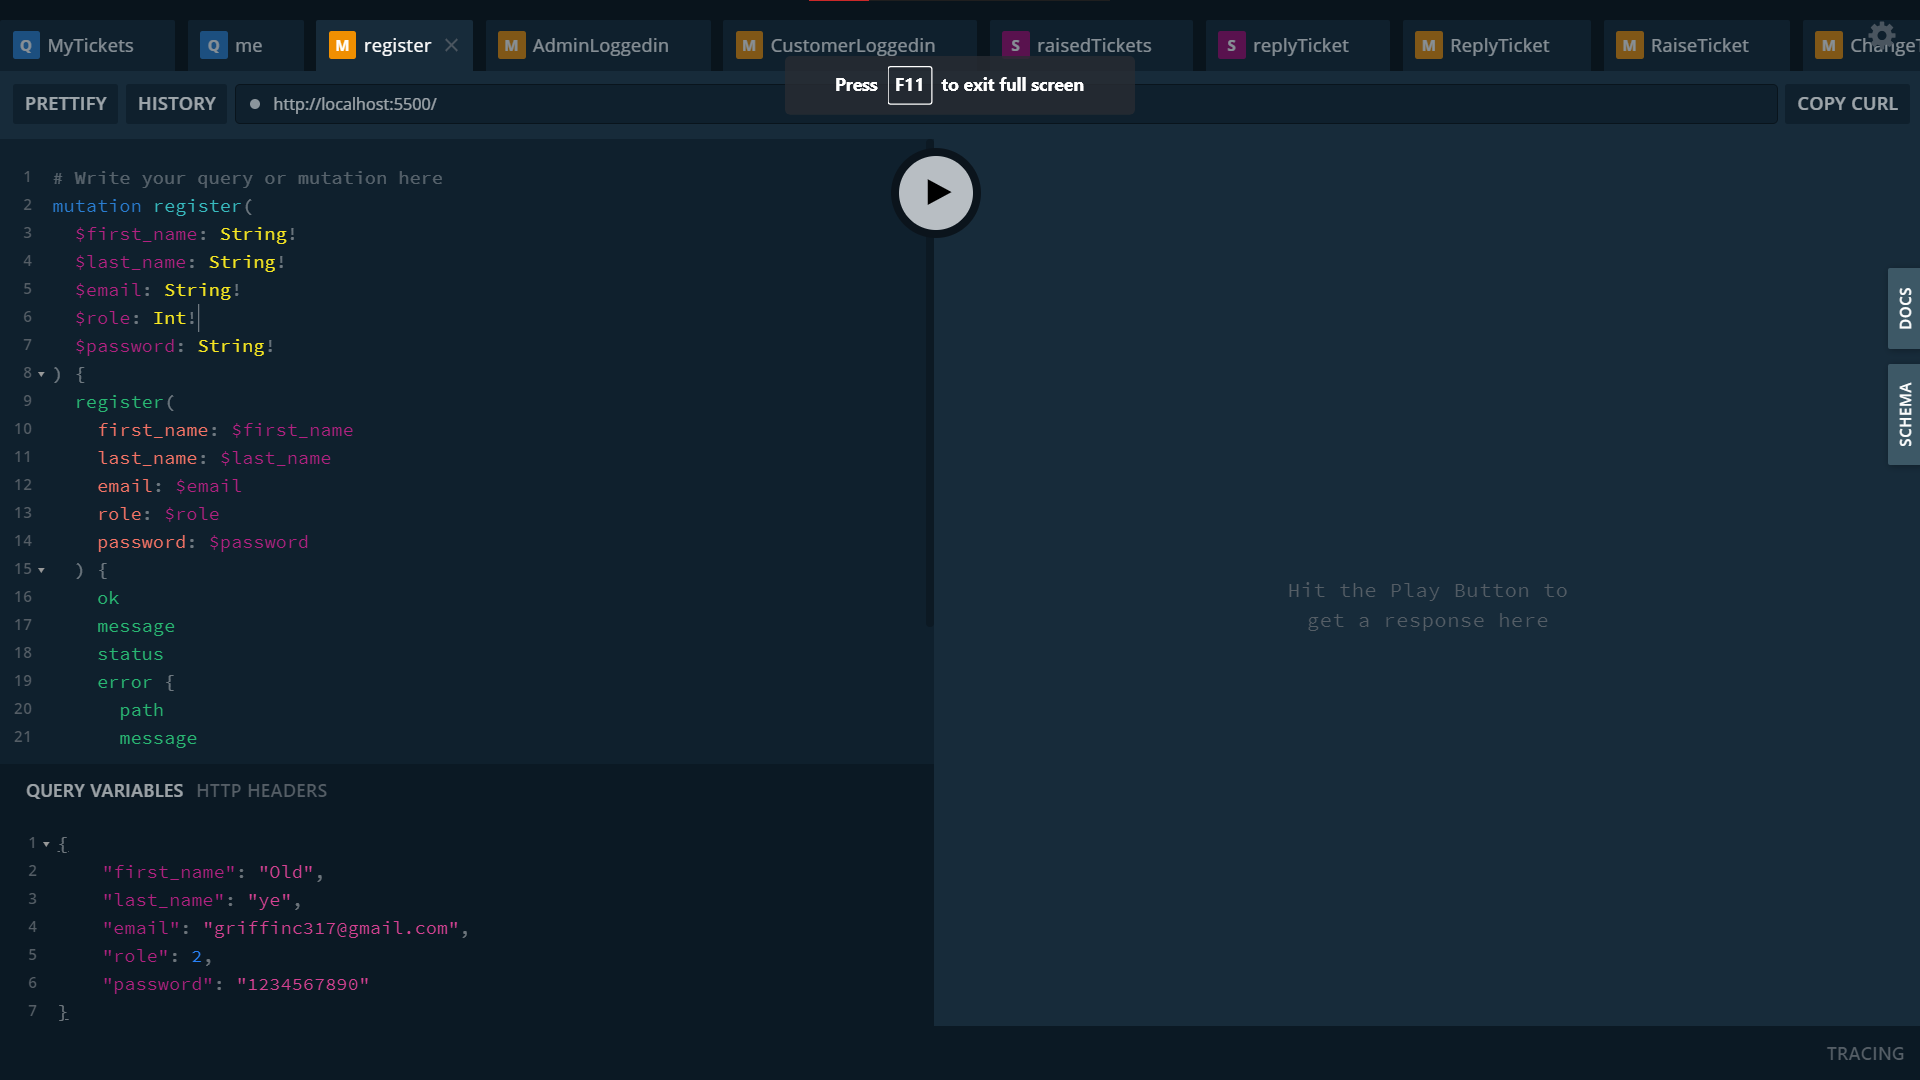 Q MyTickets
Q me
M register
M AdminLoggedin
M CustomerLoggedin
S raisedTickets
S replyTicket
M ReplyTicket
M RaiseTicket
M ChangeT
Press F11 to exit full screen
PRETTIFY
HISTORY
http://localhost:5500/
COPY CURL
1 # Write your query or mutation here
2 mutation register(
3 $first_name: String!
4 $last_name: String!
5 $email: String!
6 $role: Int!
7 $password: String!
8 ) {
9 register(
10 first_name: $first_name
11 last_name: $last_name
12 email: $email
13 role: $role
14 password: $password
15 ) {
16 ok
17 message
18 status
19 error {
20 path
21 message
Hit the Play Button to
get a response here
DOCS
SCHEMA
QUERY VARIABLES HTTP HEADERS
1 {
2 "first_name": "Old",
3 "last_name": "ye",
4 "email": "griffinc317@gmail.com",
5 "role": 2,
6 "password": "1234567890"
7 }
TRACING